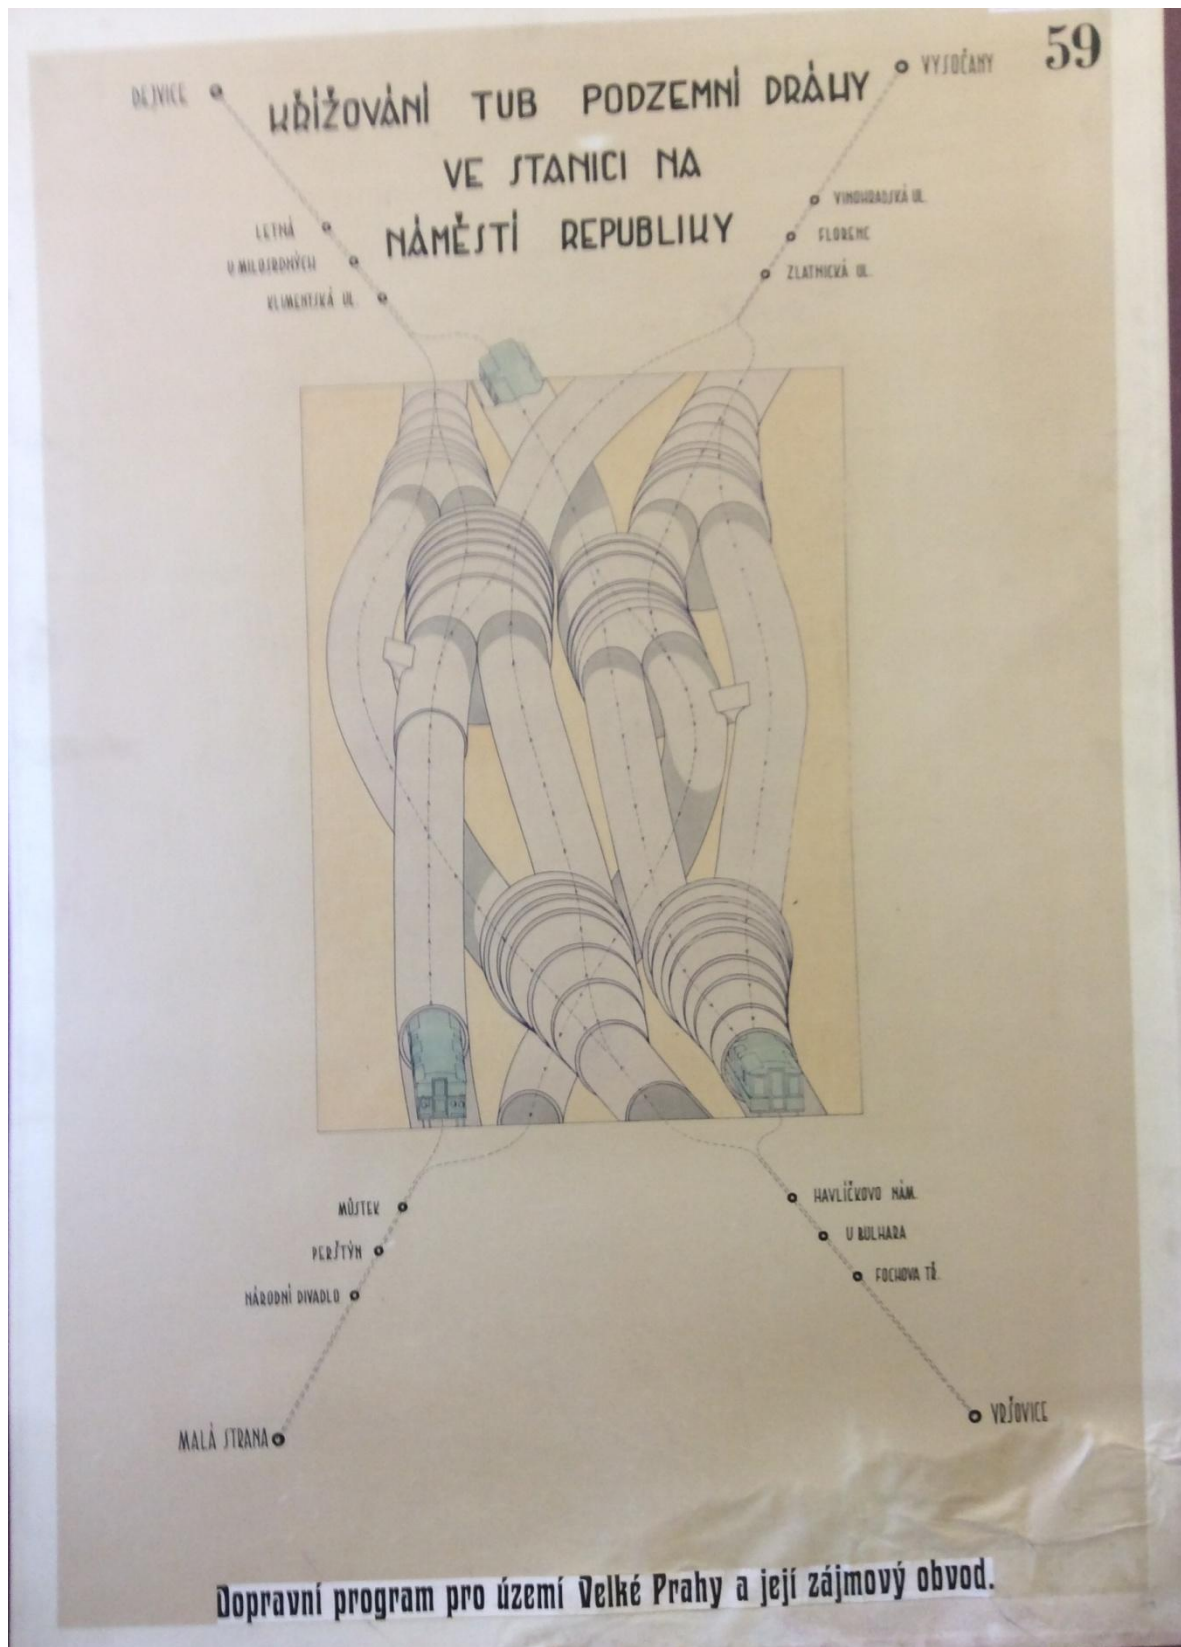 59
DEJVICE
VYSOČANY
KŘIŽOVÁNÍ TUB PODZEMNÍ DRÁHY
VE STANICI NA
NÁMĚSTÍ REPUBLIKY
LETNÁ
U MILOSRDNÝCH
KLIMENTSKÁ UL.
VINOHRADSKÁ UL.
FLORENC
ZLATNICKÁ UL.
MŮSTEK
PERŠTÝN
NÁRODNÍ DIVADLO
MALÁ STRANA
HAVLÍČKOVO NÁM.
U BULHARA
FOCHOVA TŘ.
VRŠOVICE
Dopravní program pro území Velké Prahy a její zájmový obvod.